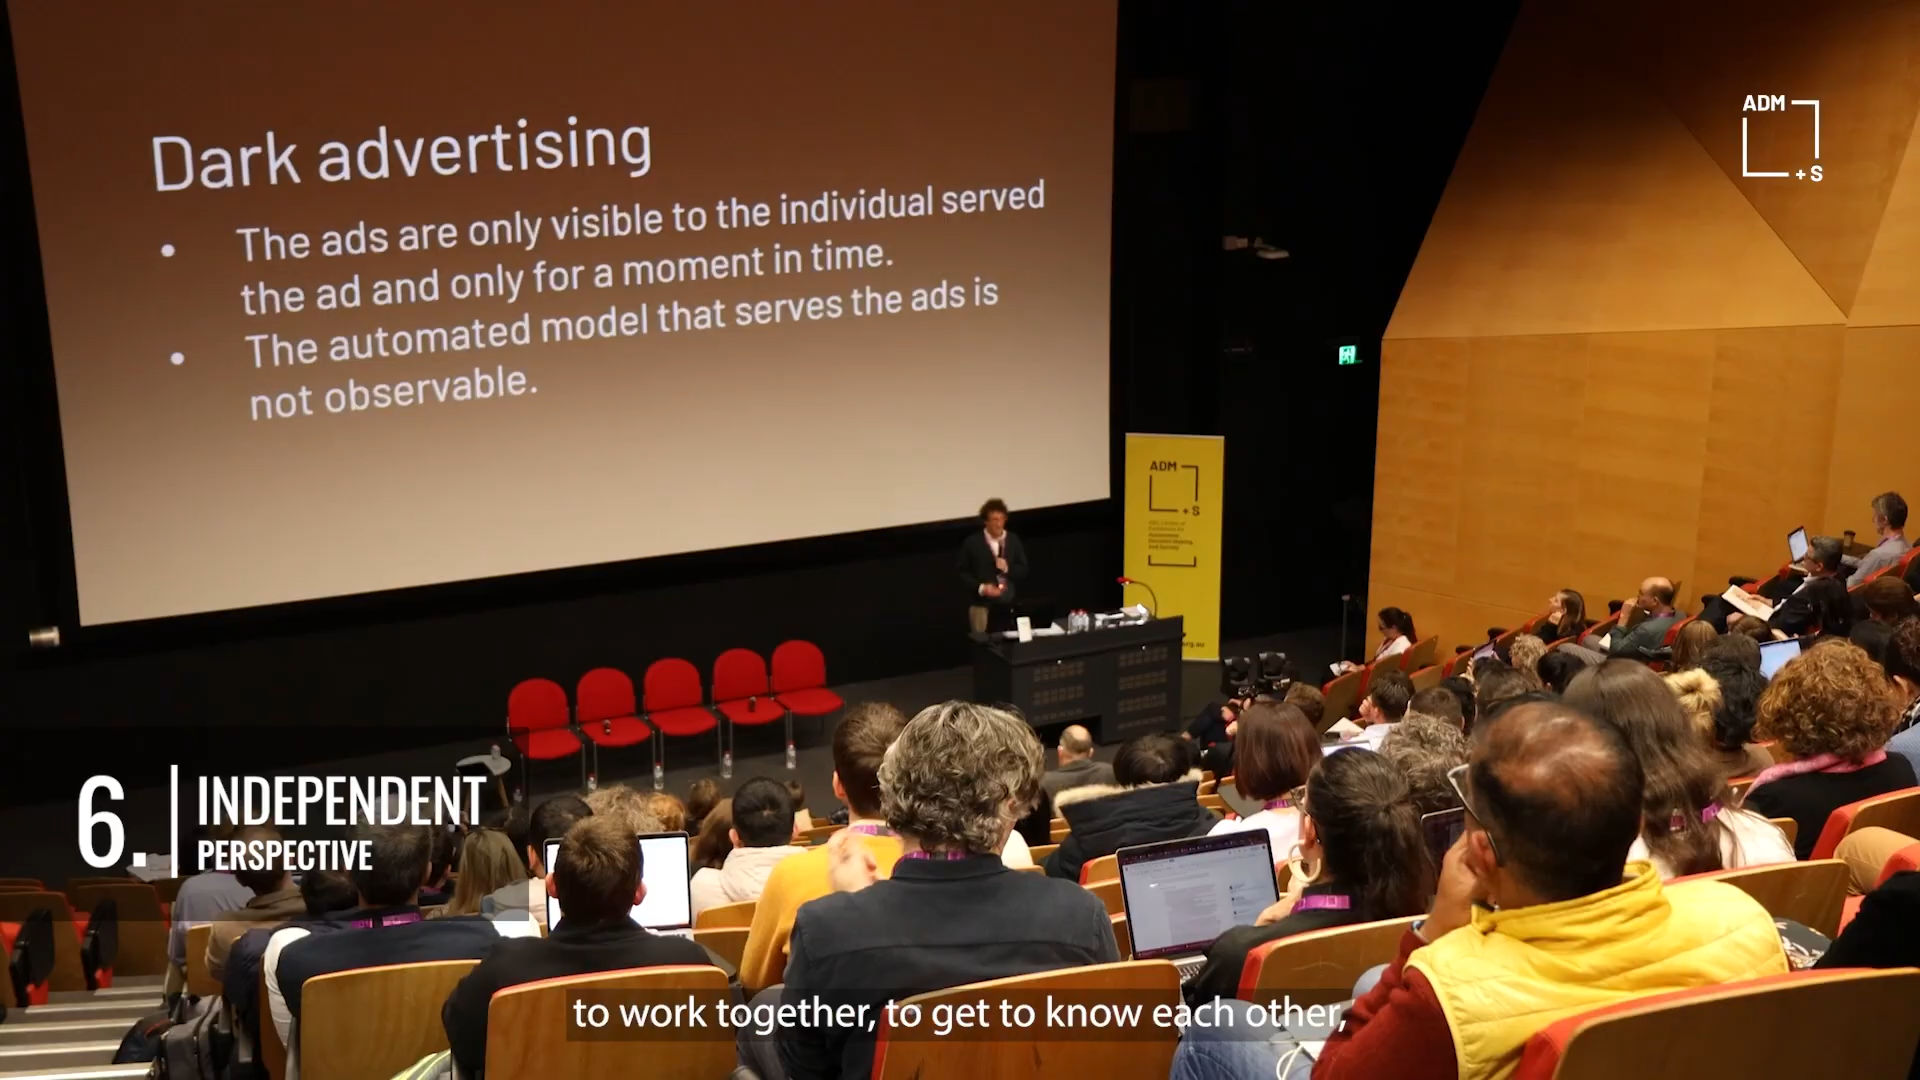 Dark advertising
• The ads are only visible to the individual served
the ad and only for a moment in time.
• The automated model that serves the ads is
not observable.
ADM
+ S
ADM
+ S
6.
INDEPENDENT
PERSPECTIVE
to work together, to get to know each other,